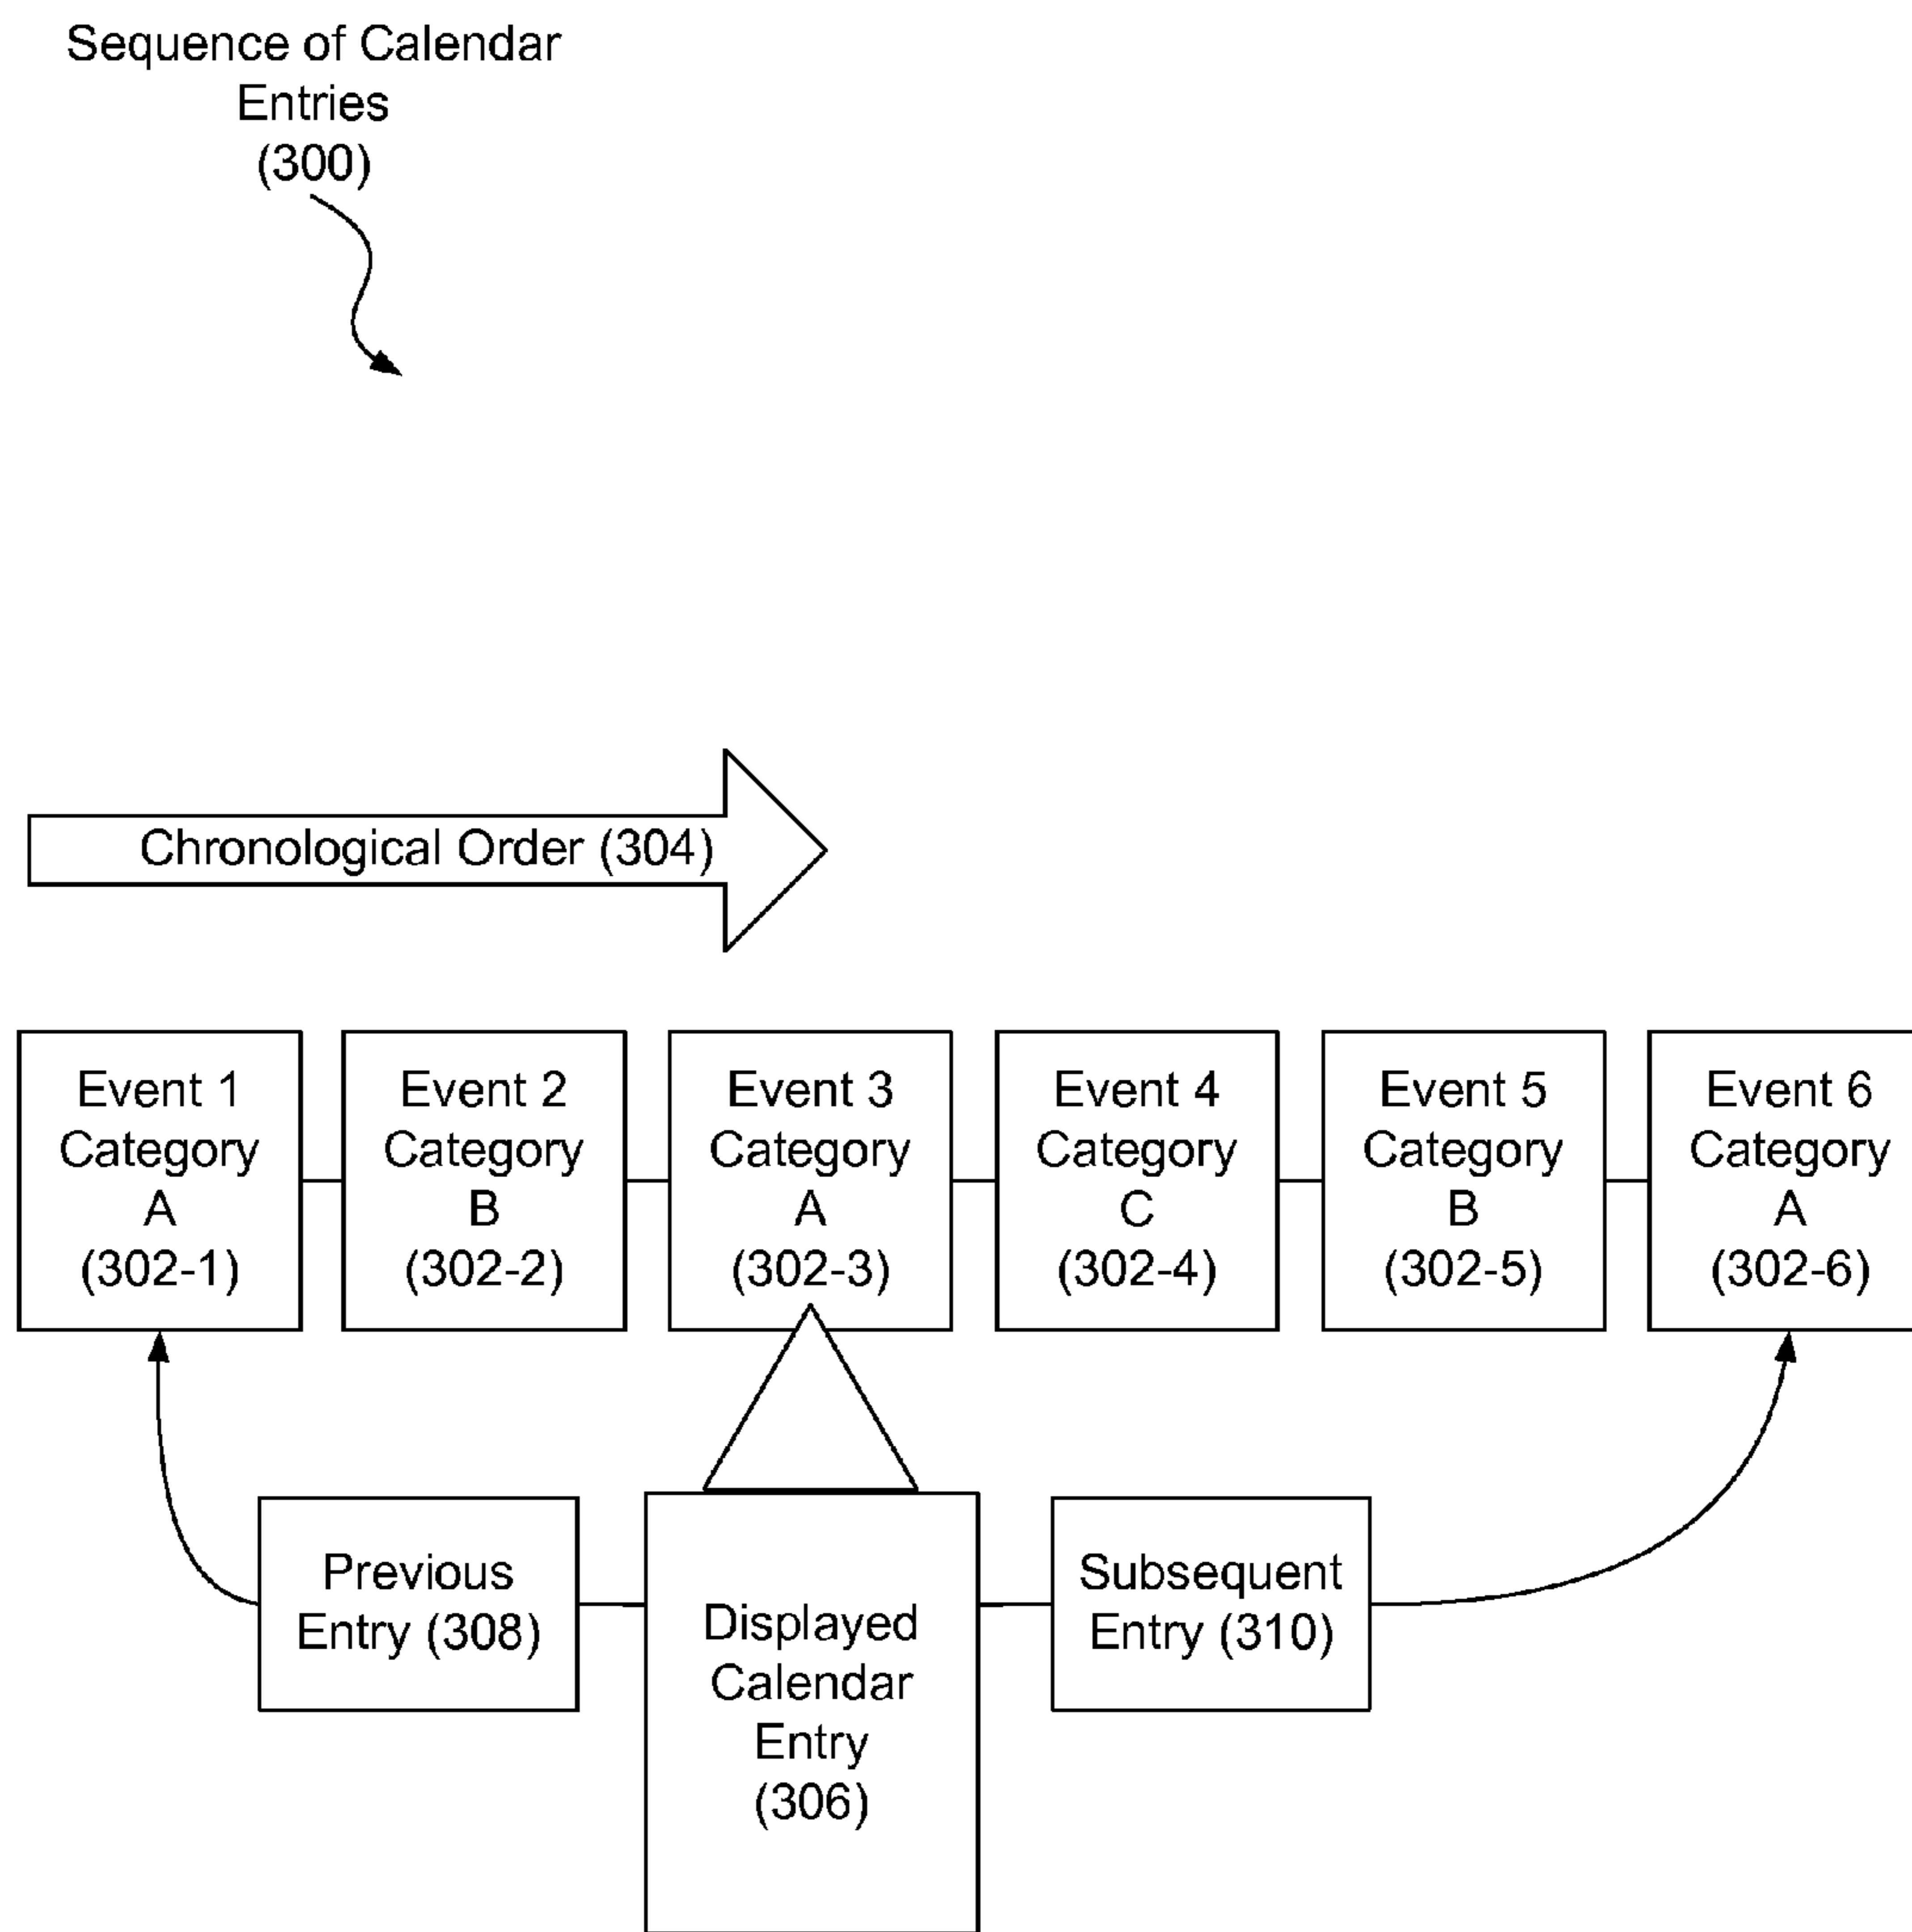 Sequence of Calendar
Entries
(300)
Chronological Order (304)
Event 1
Category
A
(302-1)
Event 2
Category
B
(302-2)
Event 3
Category
A
(302-3)
Event 4
Category
C
(302-4)
Event 5
Category
B
(302-5)
Event 6
Category
A
(302-6)
Previous
Entry (308)
Displayed
Calendar
Entry
(306)
Subsequent
Entry (310)